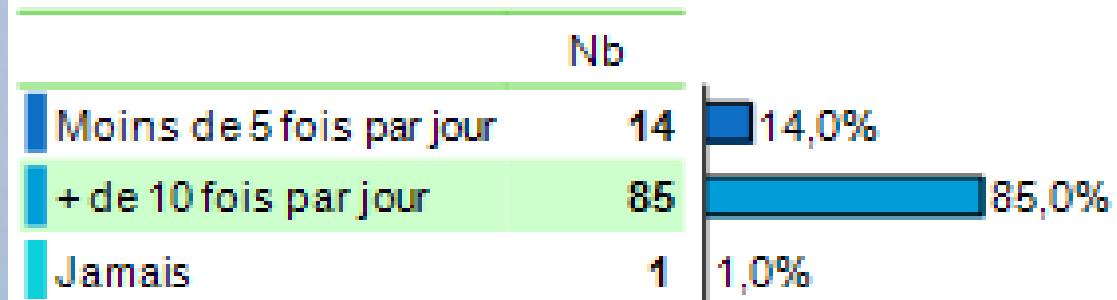 Nb
Moins de 5 fois par jour 14 14,0%
+ de 10 fois par jour 85 85,0%
Jamais 1 1,0%